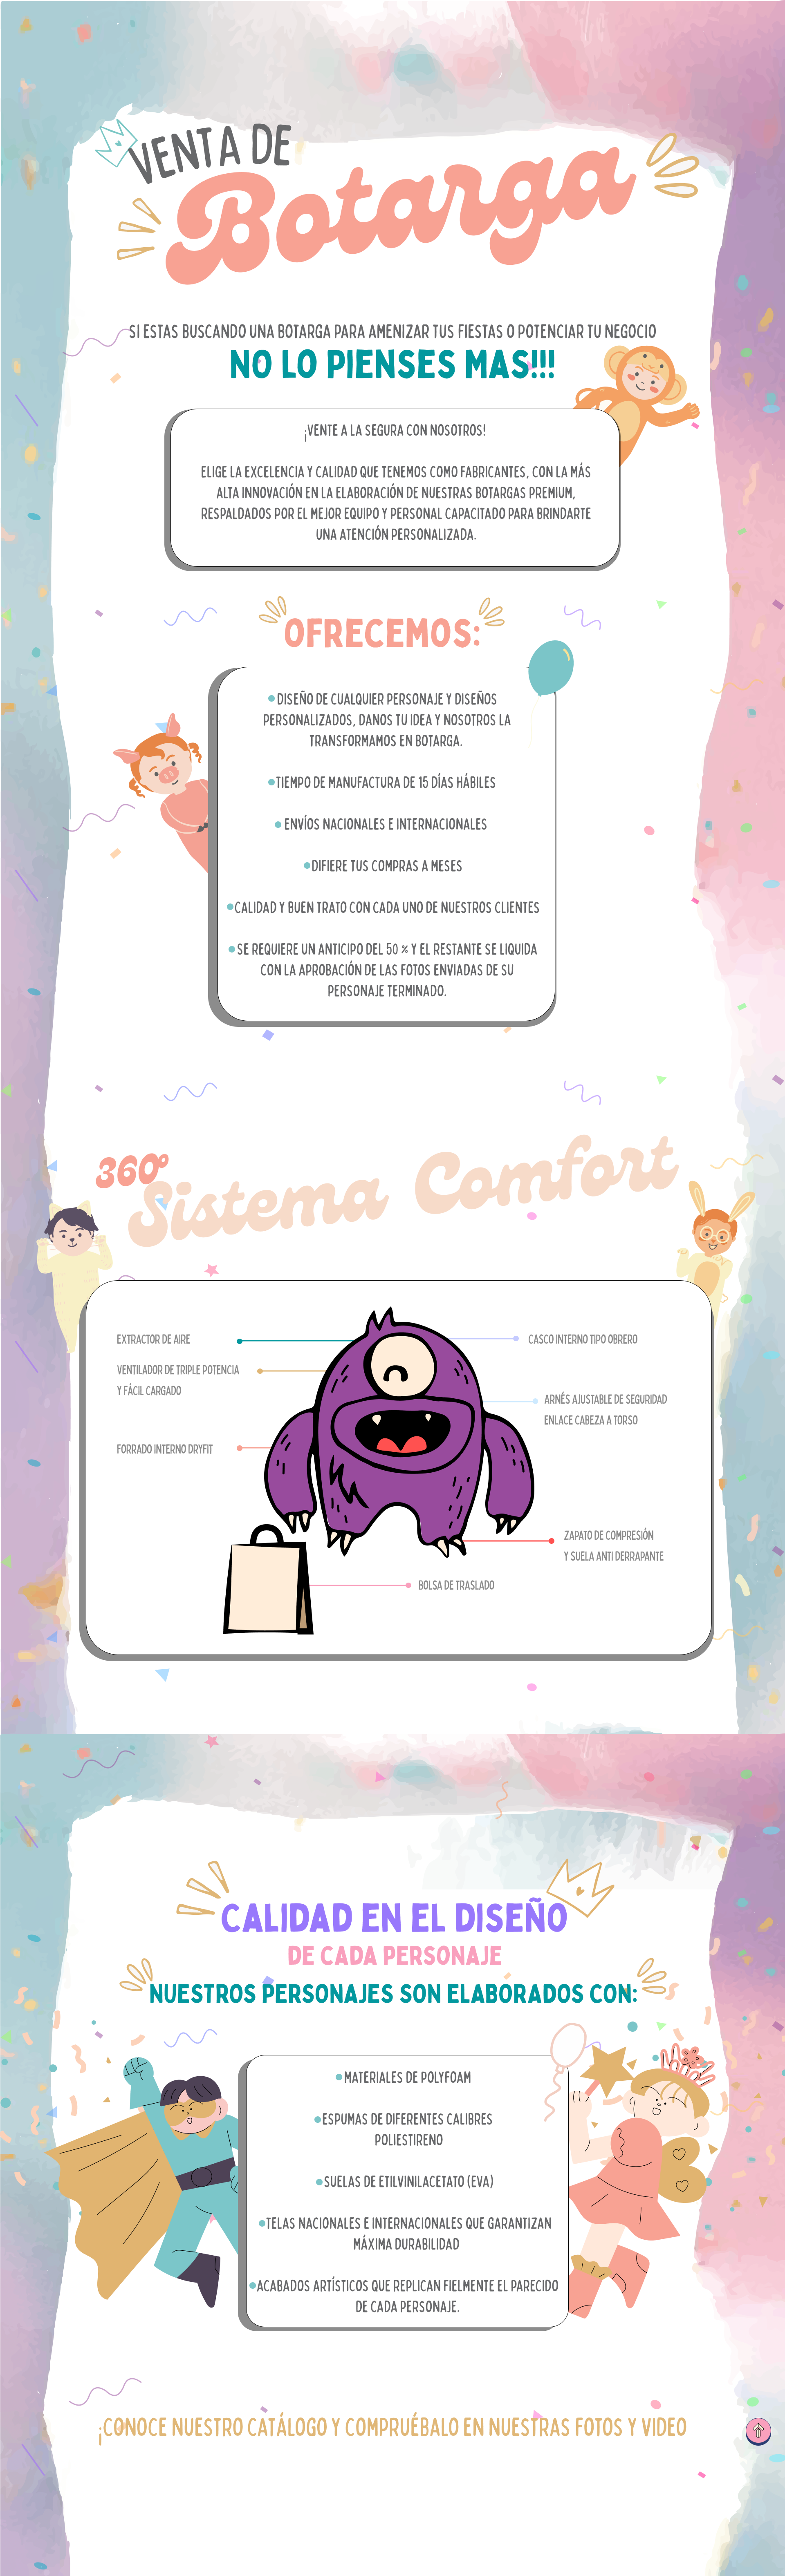 VENTA DE
Botarga
SI ESTAS BUSCANDO UNA BOTARGA PARA AMENIZAR TUS FIESTAS O POTENCIAR TU NEGOCIO
NO LO PIENSES MAS!!!
¡VENTE A LA SEGURA CON NOSOTROS!
ELIGE LA EXCELENCIA Y CALIDAD QUE TENEMOS COMO FABRICANTES, CON LA MÁS
ALTA INNOVACIÓN EN LA ELABORACIÓN DE NUESTRAS BOTARGAS PREMIUM,
RESPALDADOS POR EL MEJOR EQUIPO Y PERSONAL CAPACITADO PARA BRINDARTE
UNA ATENCIÓN PERSONALIZADA.
OFRECEMOS:
•DISEÑO DE CUALQUIER PERSONAJE Y DISEÑOS
PERSONALIZADOS, DANOS TU IDEA Y NOSOTROS LA
TRANSFORMAMOS EN BOTARGA.
•TIEMPO DE MANUFACTURA DE 15 DÍAS HÁBILES
• ENVÍOS NACIONALES E INTERNACIONALES
•DIFIERE TUS COMPRAS A MESES
•CALIDAD Y BUEN TRATO CON CADA UNO DE NUESTROS CLIENTES
•SE REQUIERE UN ANTICIPO DEL 50 % Y EL RESTANTE SE LIQUIDA
CON LA APROBACIÓN DE LAS FOTOS ENVIADAS DE SU
PERSONAJE TERMINADO.
360°
Sistema Comfort
EXTRACTOR DE AIRE
CASCO INTERNO TIPO OBRERO
VENTILADOR DE TRIPLE POTENCIA
Y FÁCIL CARGADO
ARNÉS AJUSTABLE DE SEGURIDAD
ENLACE CABEZA A TORSO
FORRADO INTERNO DRYFIT
ZAPATO DE COMPRESIÓN
Y SUELA ANTI DERRAPANTE
BOLSA DE TRASLADO
CALIDAD EN EL DISEÑO
DE CADA PERSONAJE
NUESTROS PERSONAJES SON ELABORADOS CON:
•MATERIALES DE POLYFOAM
•ESPUMAS DE DIFERENTES CALIBRES
POLIESTIRENO
•SUELAS DE ETILVINILACETATO (EVA)
•TELAS NACIONALES E INTERNACIONALES QUE GARANTIZAN
MÁXIMA DURABILIDAD
•ACABADOS ARTÍSTICOS QUE REPLICAN FIELMENTE EL PARECIDO
DE CADA PERSONAJE.
¡CONOCE NUESTRO CATÁLOGO Y COMPRUÉBALO EN NUESTRAS FOTOS Y VIDEO